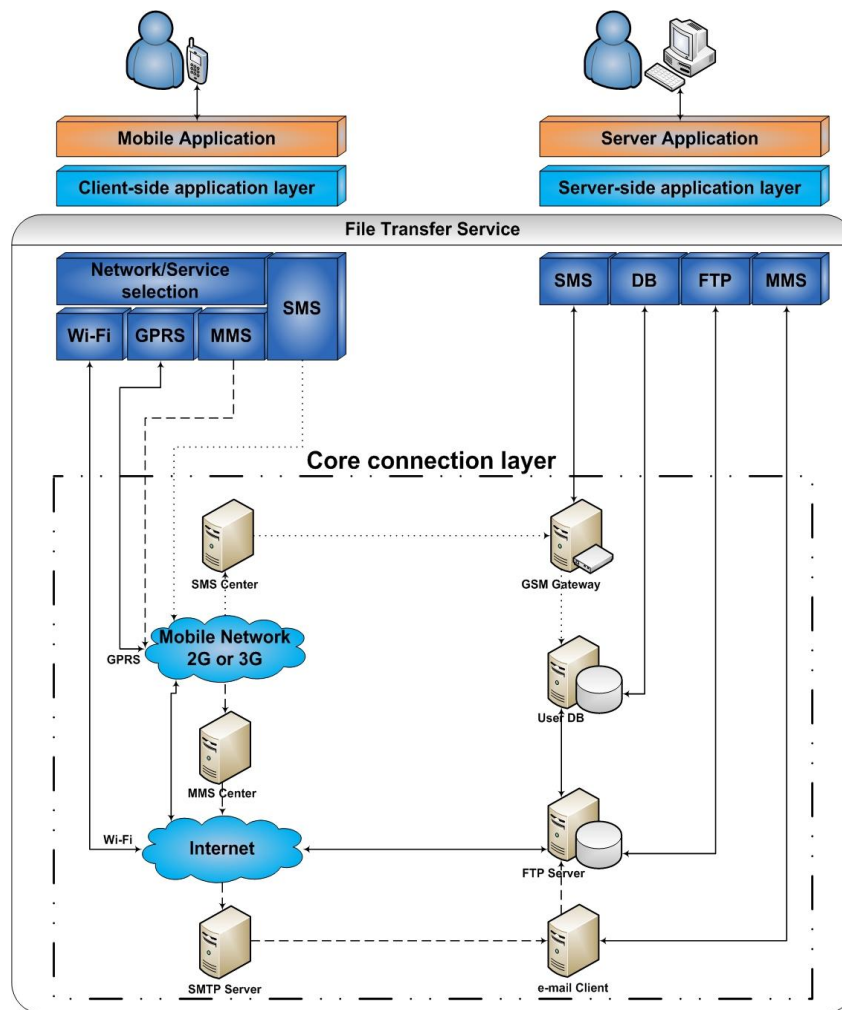 Mobile Application
Server Application
Client-side application layer
Server-side application layer
File Transfer Service
Network/Service
selection
SMS
Wi-Fi
GPRS
MMS
SMS
DB
FTP
MMS
Core connection layer
SMS Center
GSM Gateway
Mobile Network
2G or 3G
GPRS
User DB
MMS Center
Wi-Fi
Internet
FTP Server
SMTP Server
e-mail Client